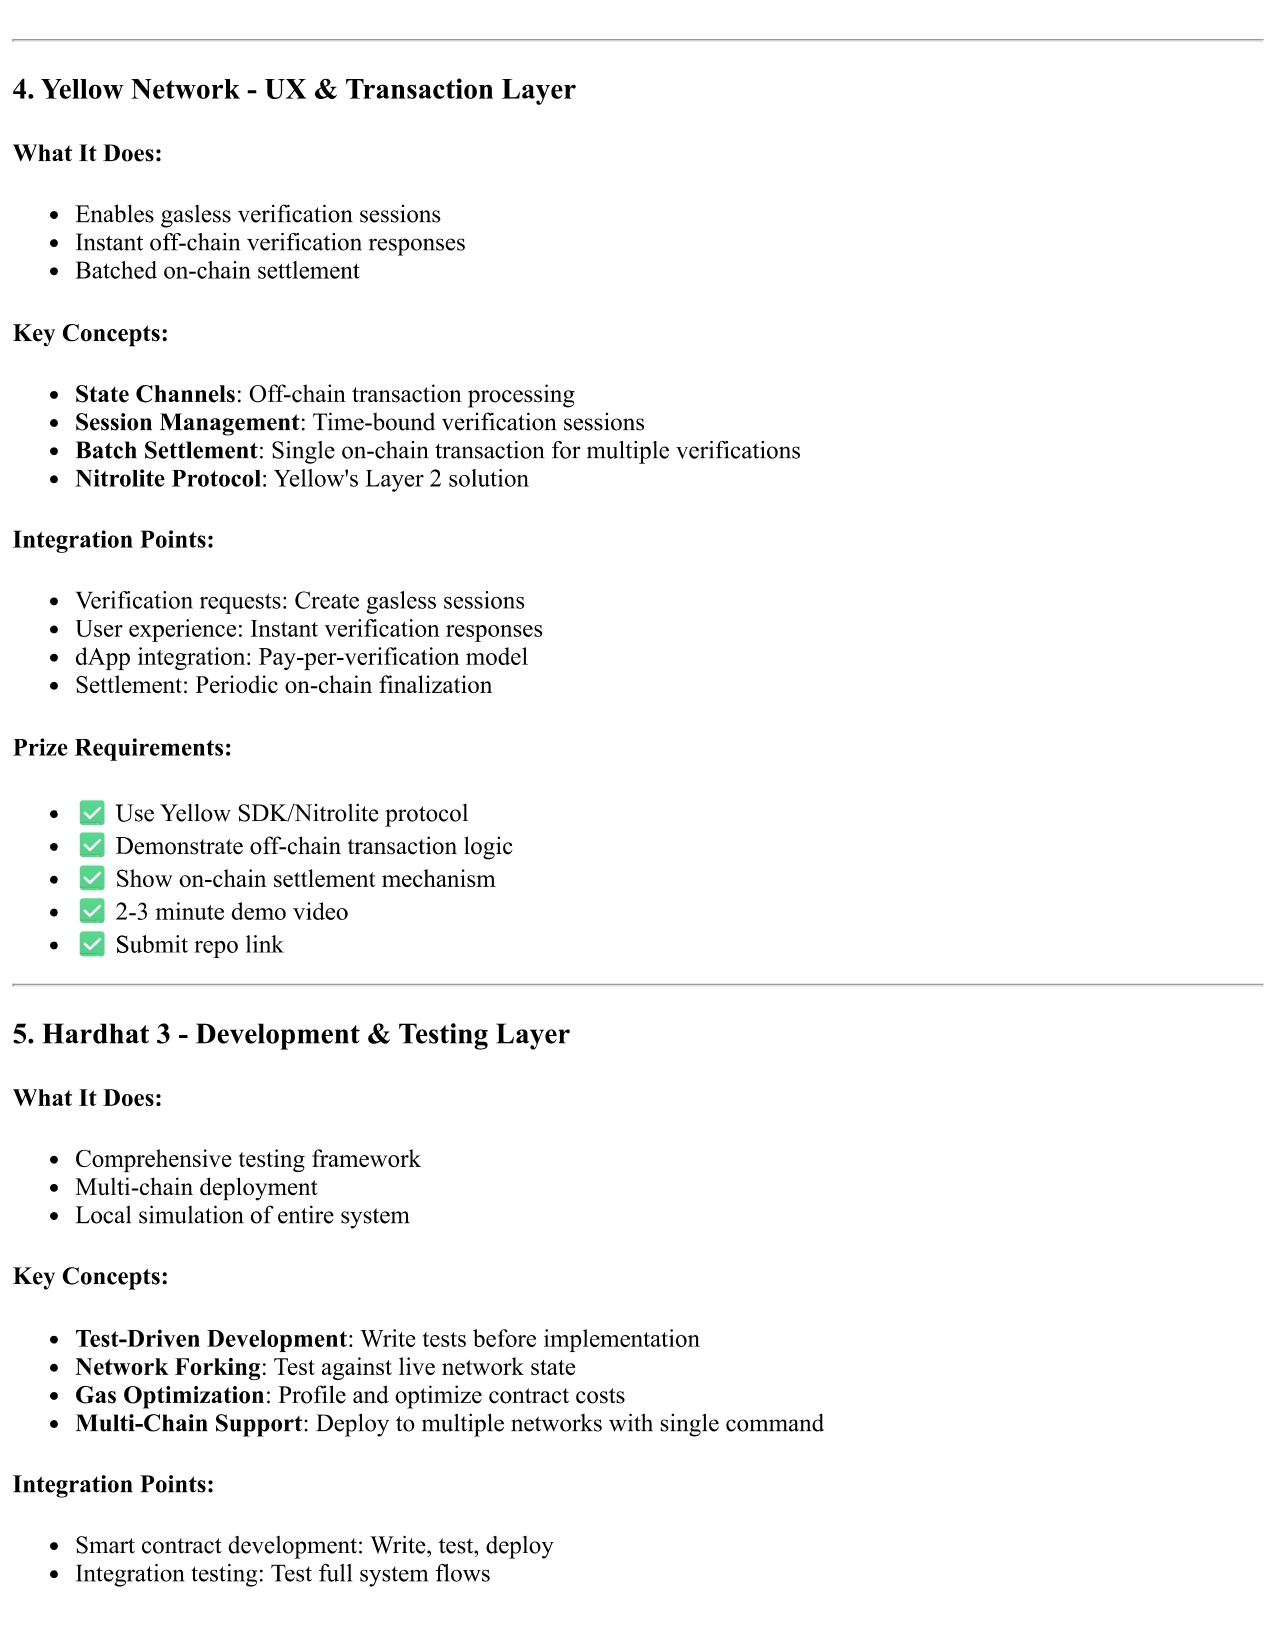 4. Yellow Network - UX & Transaction Layer
What It Does:
• Enables gasless verification sessions
• Instant off-chain verification responses
• Batched on-chain settlement
Key Concepts:
• State Channels: Off-chain transaction processing
• Session Management: Time-bound verification sessions
• Batch Settlement: Single on-chain transaction for multiple verifications
• Nitrolite Protocol: Yellow's Layer 2 solution
Integration Points:
• Verification requests: Create gasless sessions
• User experience: Instant verification responses
• dApp integration: Pay-per-verification model
• Settlement: Periodic on-chain finalization
Prize Requirements:
• ✅ Use Yellow SDK/Nitrolite protocol
• ✅ Demonstrate off-chain transaction logic
• ✅ Show on-chain settlement mechanism
• ✅ 2-3 minute demo video
• ✅ Submit repo link
5. Hardhat 3 - Development & Testing Layer
What It Does:
• Comprehensive testing framework
• Multi-chain deployment
• Local simulation of entire system
Key Concepts:
• Test-Driven Development: Write tests before implementation
• Network Forking: Test against live network state
• Gas Optimization: Profile and optimize contract costs
• Multi-Chain Support: Deploy to multiple networks with single command
Integration Points:
• Smart contract development: Write, test, deploy
• Integration testing: Test full system flows